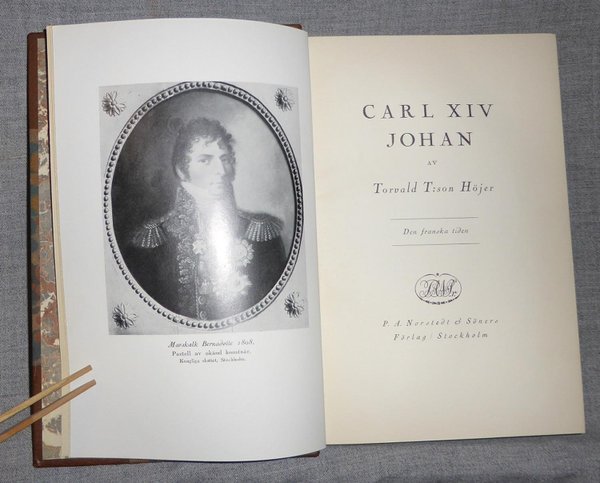 Marskalk Bernadotte 1808.
Pastell av okänd konstnär.
Kungliga slottet, Stockholm.
CARL XIV
JOHAN
AV
Torvald T:son Höjer
Den franska tiden
P. A. Norstedt & Söners
Förlag / Stockholm